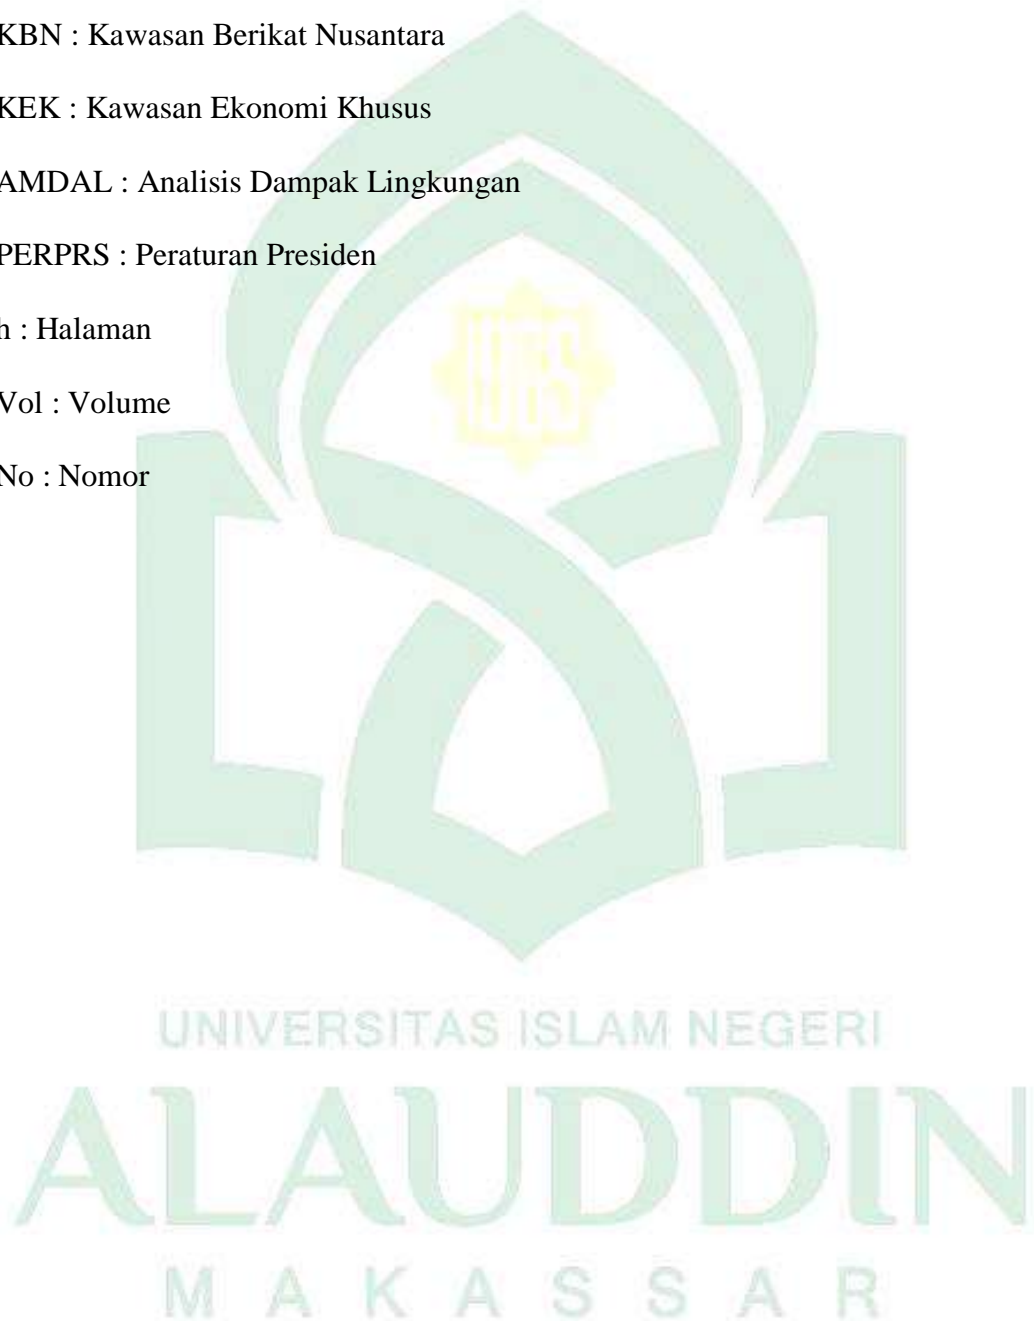 KBN : Kawasan Berikat Nusantara
KEK : Kawasan Ekonomi Khusus
AMDAL : Analisis Dampak Lingkungan
PERPRS : Peraturan Presiden
h : Halaman
Vol : Volume
No : Nomor
UNIVERSITAS ISLAM NEGERI
ALAUDDIN
MAKASSAR